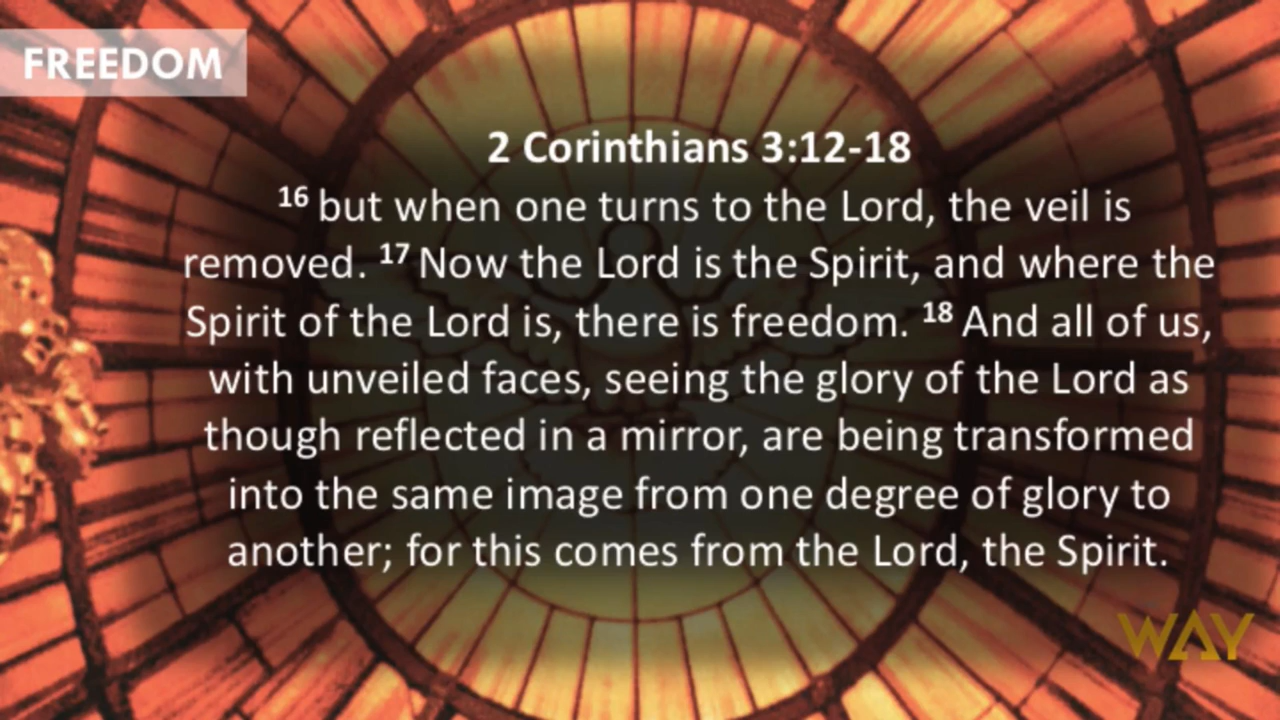 FREEDOM
2 Corinthians 3:12-18
16 but when one turns to the Lord, the veil is
removed. 17 Now the Lord is the Spirit, and where the
Spirit of the Lord is, there is freedom. 18 And all of us,
with unveiled faces, seeing the glory of the Lord as
though reflected in a mirror, are being transformed
into the same image from one degree of glory to
another; for this comes from the Lord, the Spirit.
WAY